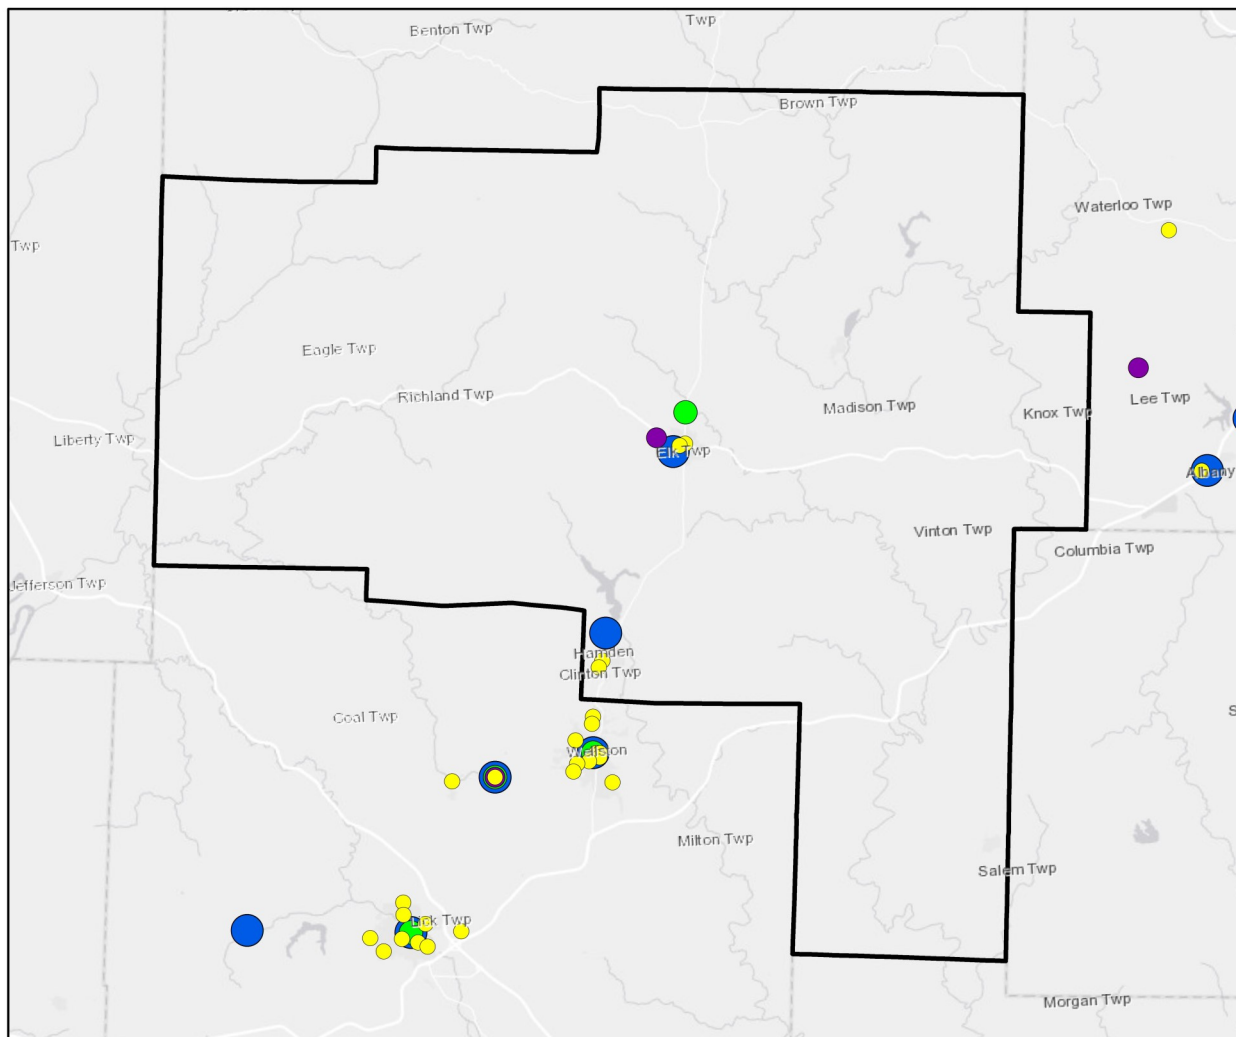 Twp
Benton Twp
Brown Twp
Waterloo Twp
Twp
Eagle Twp
Richland Twp
Madison Twp
Lee Twp
Knox Twp
Liberty Twp
Elk Twp
Albany
Vinton Twp
Columbia Twp
Jefferson Twp
Hamden
Clinton Twp
Coal Twp
S
Wellston
Milton Twp
Salem Twp
Lick Twp
Morgan Twp